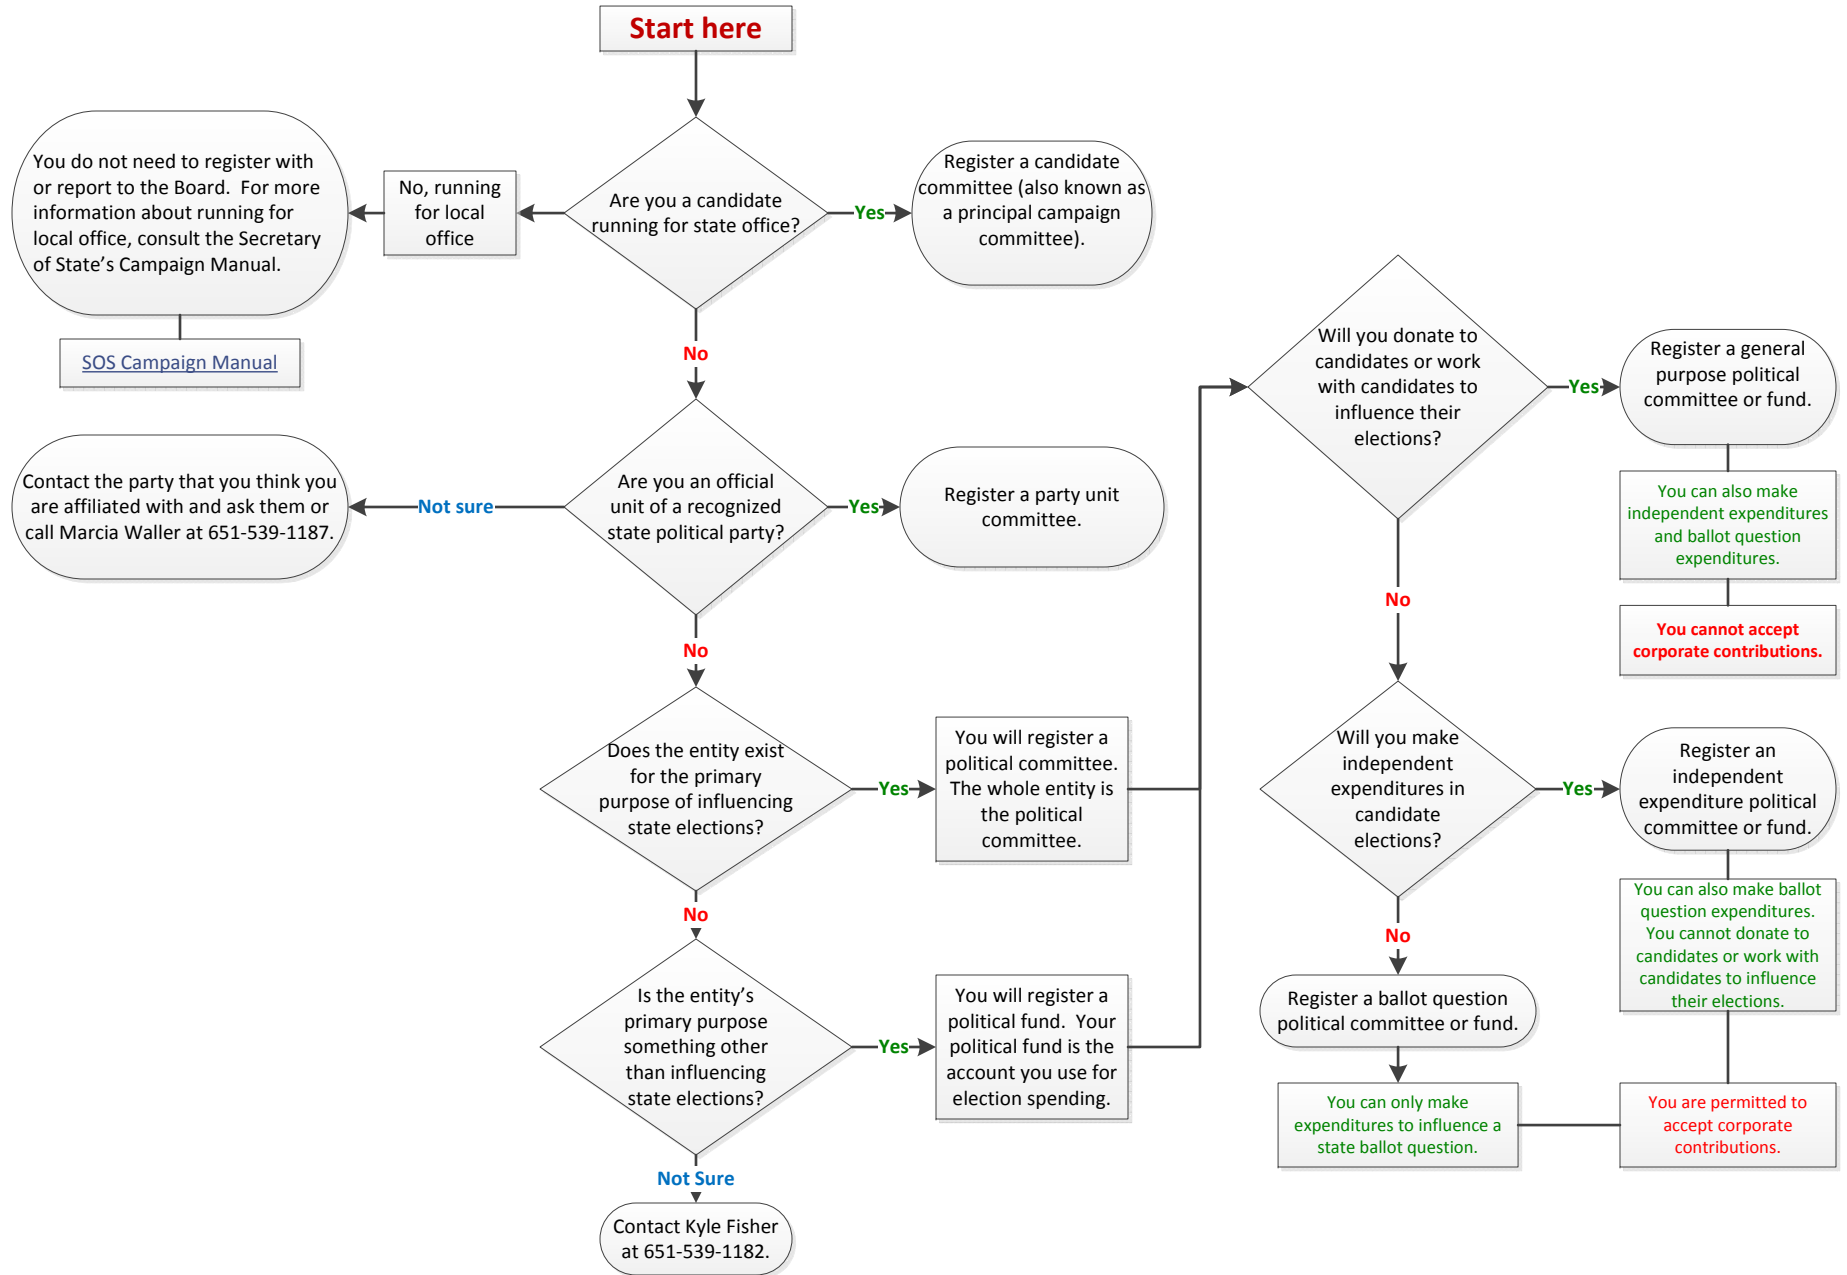 Start here
Are you a candidate
running for state office?
No, running
for local
office
You do not need to register with
or report to the Board.  For more
information about running for
local office, consult the Secretary
of State’s Campaign Manual.
SOS Campaign Manual
Yes
Register a candidate
committee (also known as
a principal campaign
committee).
No
Are you an official
unit of a recognized
state political party?
Not sure
Contact the party that you think you
are affiliated with and ask them or
call Marcia Waller at 651-539-1187.
Yes
Register a party unit
committee.
No
Does the entity exist
for the primary
purpose of influencing
state elections?
Yes
You will register a
political committee.
The whole entity is
the political
committee.
No
Is the entity’s
primary purpose
something other
than influencing
state elections?
Yes
You will register a
political fund.  Your
political fund is the
account you use for
election spending.
Not Sure
Contact Kyle Fisher
at 651-539-1182.
Will you donate to
candidates or work
with candidates to
influence their
elections?
Yes
Register a general
purpose political
committee or fund.
You can also make
independent expenditures
and ballot question
expenditures.
You cannot accept
corporate contributions.
No
Will you make
independent
expenditures in
candidate
elections?
Yes
Register an
independent
expenditure political
committee or fund.
You can also make ballot
question expenditures.
You cannot donate to
candidates or work with
candidates to influence
their elections.
No
Register a ballot question
political committee or fund.
You can only make
expenditures to influence a
state ballot question.
You are permitted to
accept corporate
contributions.